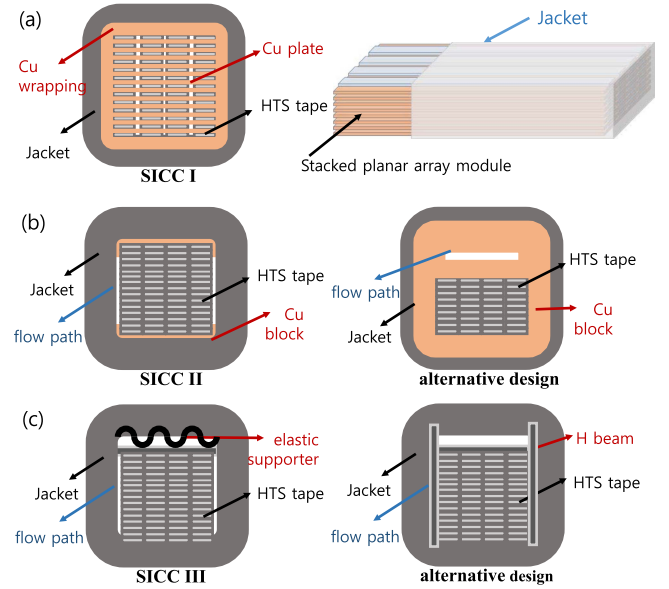 (a)
Jacket
Cu
wrapping
Cu plate
HTS tape
Jacket
Stacked planar array module
SICC I
(b)
Jacket
flow path
HTS tape
Cu
block
SICC II
HTS tape
flow path
Jacket
Cu
block
alternative design
(c)
elastic
supporter
Jacket
HTS tape
flow path
SICC III
H beam
Jacket
HTS tape
flow path
alternative design